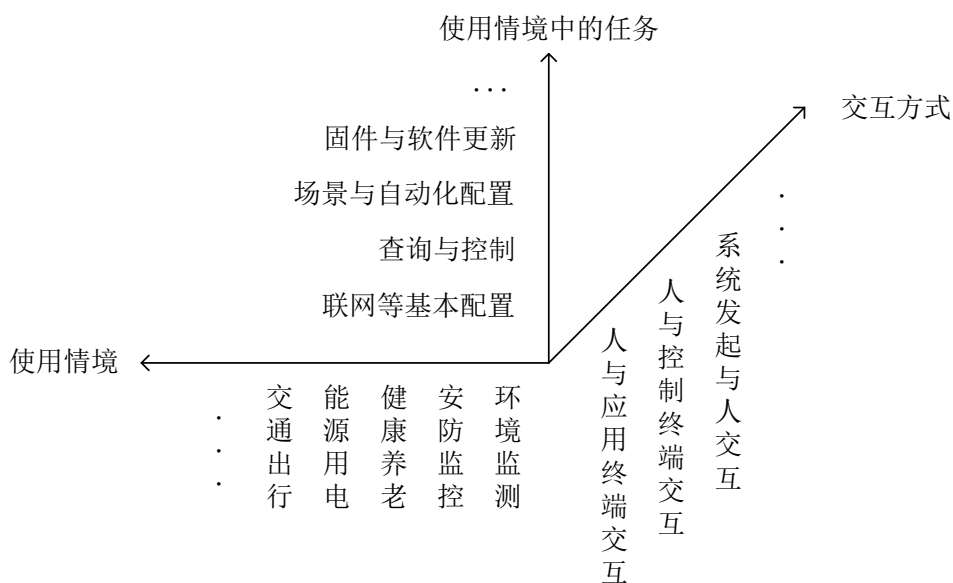 使用情境中的任务
交互方式
...
固件与软件更新
场景与自动化配置
查询与控制
联网等基本配置
使用情境
...
交通出行
能源用电
健康养老
安防监控
环境监测
人与应用终端交互
人与控制终端交互
系统发起与人交互
...